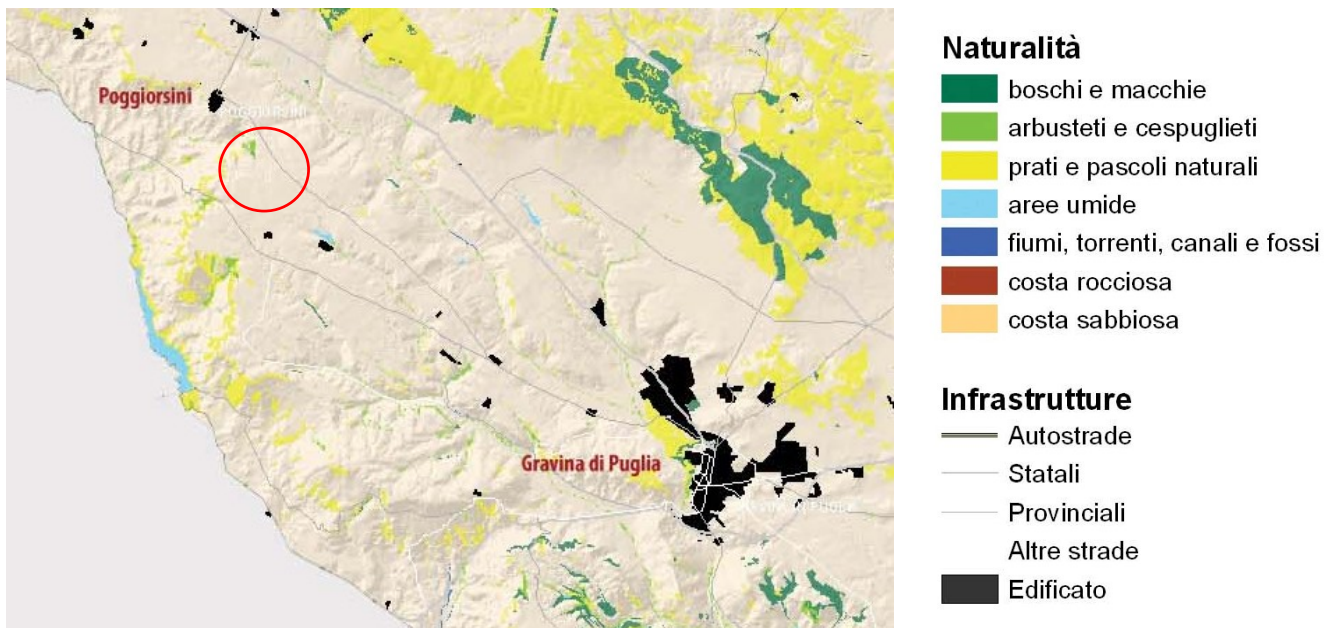 Poggiorsini
POGGIORSINI
Gravina di Puglia
Naturalità
boschi e macchie
arbusteti e cespuglieti
prati e pascoli naturali
aree umide
fiumi, torrenti, canali e fossi
costa rocciosa
costa sabbiosa
Infrastrutture
Autostrade
Statali
Provinciali
Altre strade
Edificato